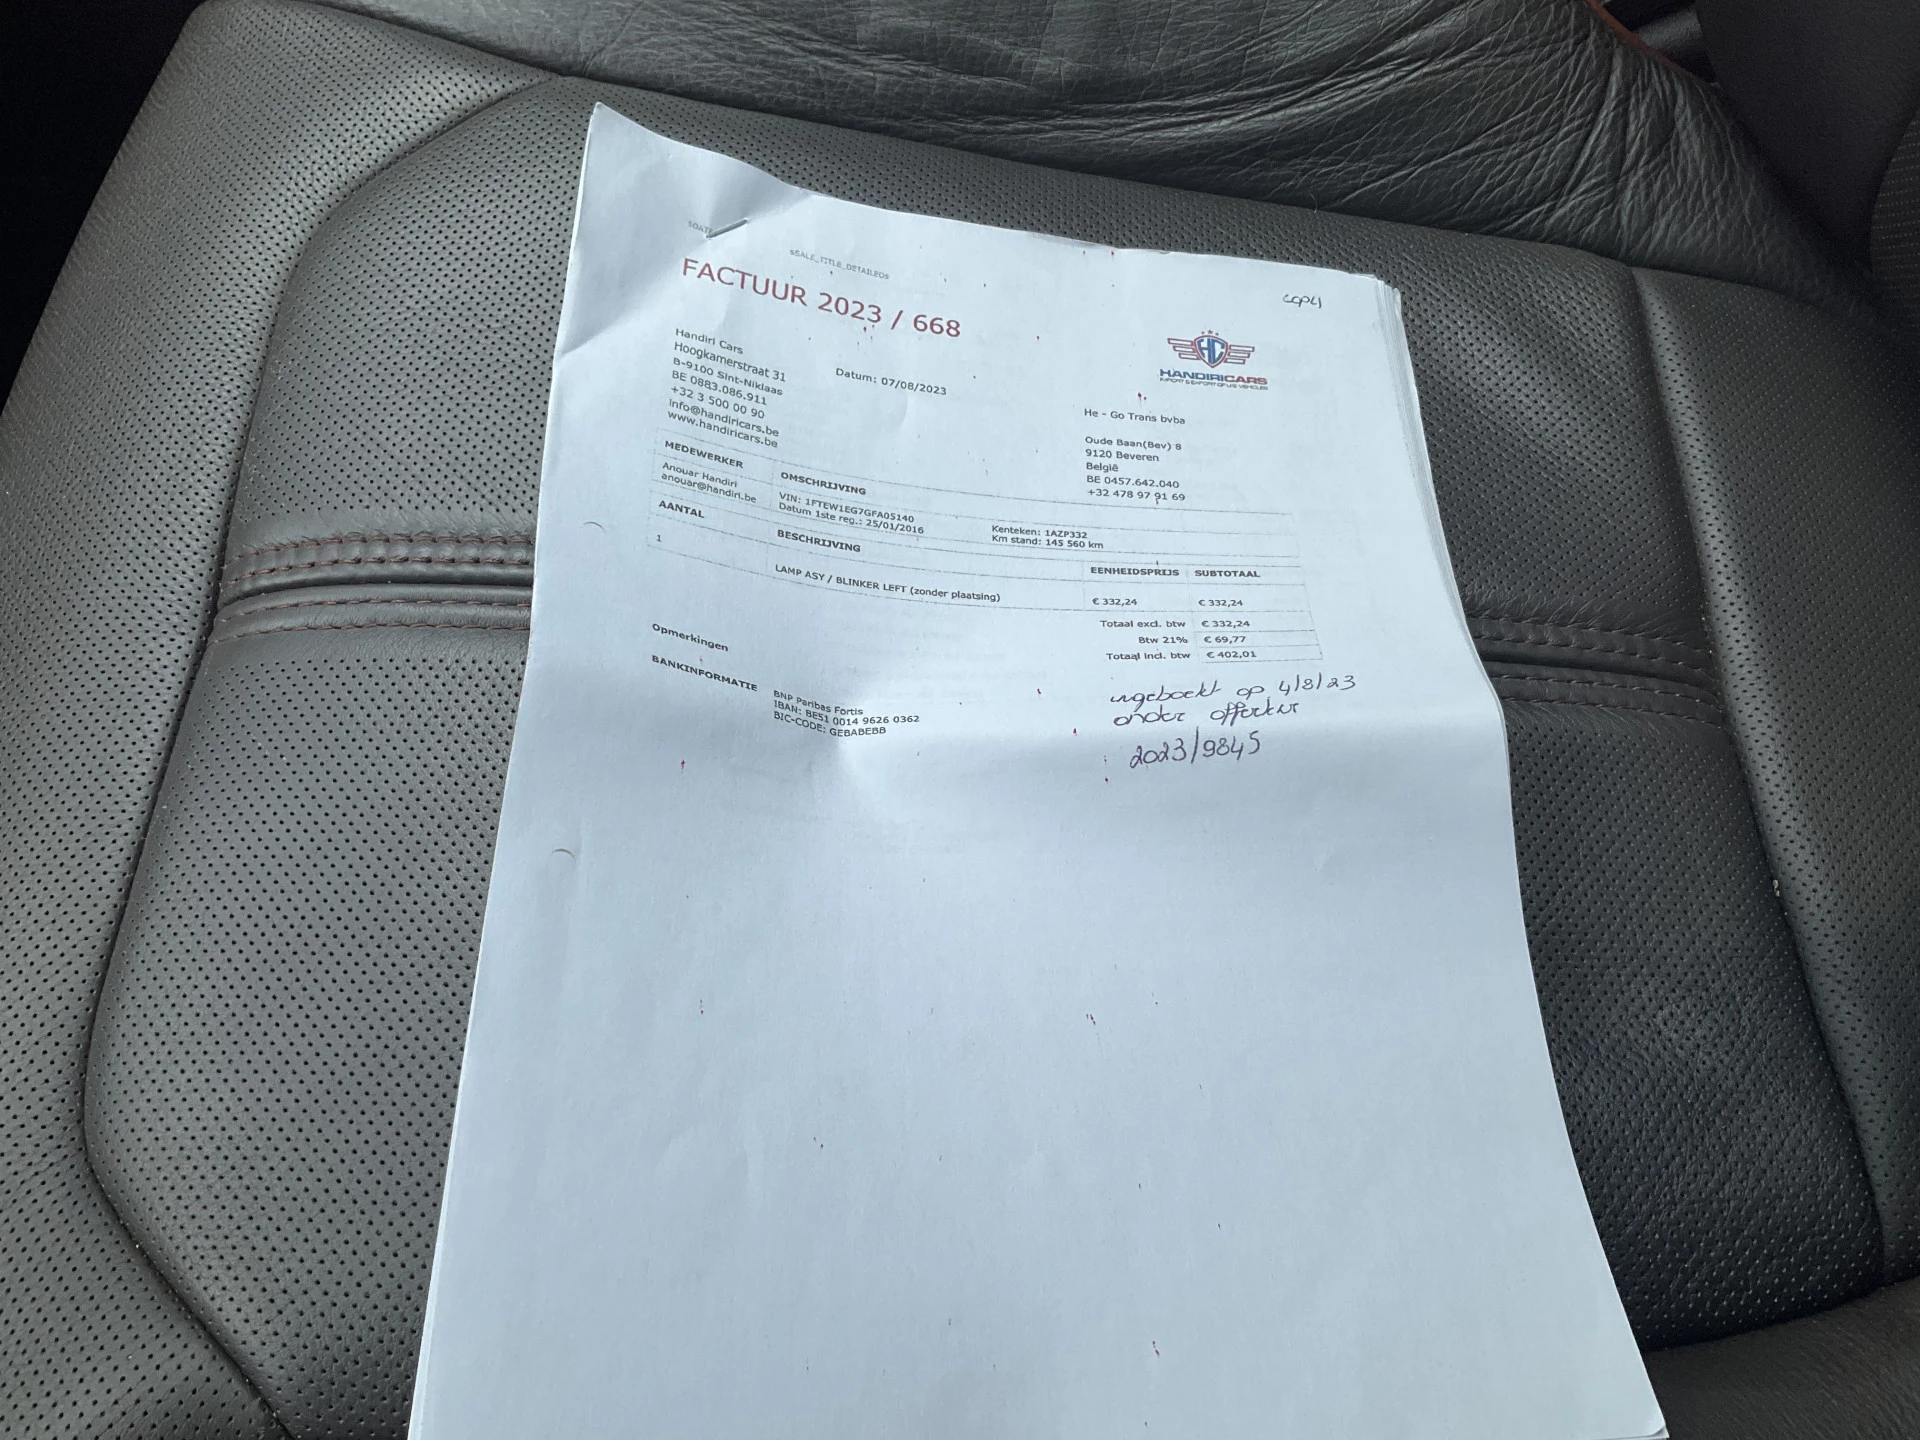 sSALE_TITLE_DETAILEDS
copy
FACTUUR 2023 / 668
HANDIRICARS
Handiri Cars
Hoogkamerstraat 31
B-9100 Sint-Niklaas
BE 0883.086.911
+32 3 500 00 90
info@handiricars.be
www.handiricars.be
Datum: 07/08/2023
He - Go Trans bvba
Oude Baan(Bev) 8
9120 Beveren
België
BE 0457.642.040
+32 478 97 91 69
MEDEWERKER OMSCHRIJVING
Anouar Handiri
anouar@handiri.be
VIN: 1FTEW1EG7GFA05140 Kenteken: 1AZP332
Datum 1ste reg.: 25/01/2016 Km stand: 145 560 km
AANTAL BESCHRIJVING EENHEIDSPRIJS SUBTOTAAL
1 LAMP ASY / BLINKER LEFT (zonder plaatsing) € 332,24 € 332,24
Totaal excl. btw € 332,24
Btw 21% € 69,77
Totaal incl. btw € 402,01
Opmerkingen
BANKINFORMATIE
BNP Paribas Fortis
IBAN: BE51 0014 9626 0362
BIC-CODE: GEBABEBB
ingeboekt op 4/8/23
onder offertenr
2023/9845